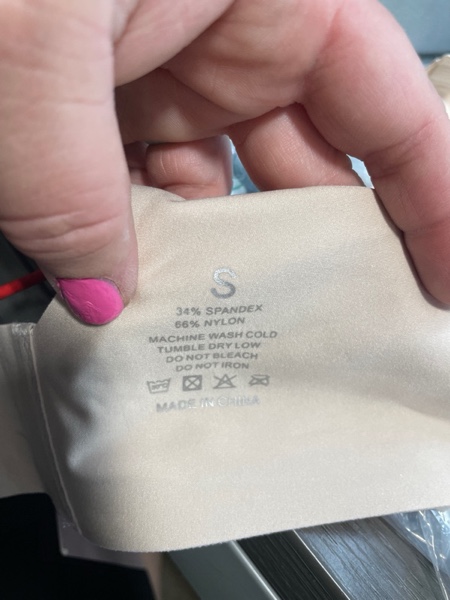 S
34% SPANDEX
66% NYLON
MACHINE WASH COLD
TUMBLE DRY LOW
DO NOT BLEACH
DO NOT IRON
MADE IN CHINA